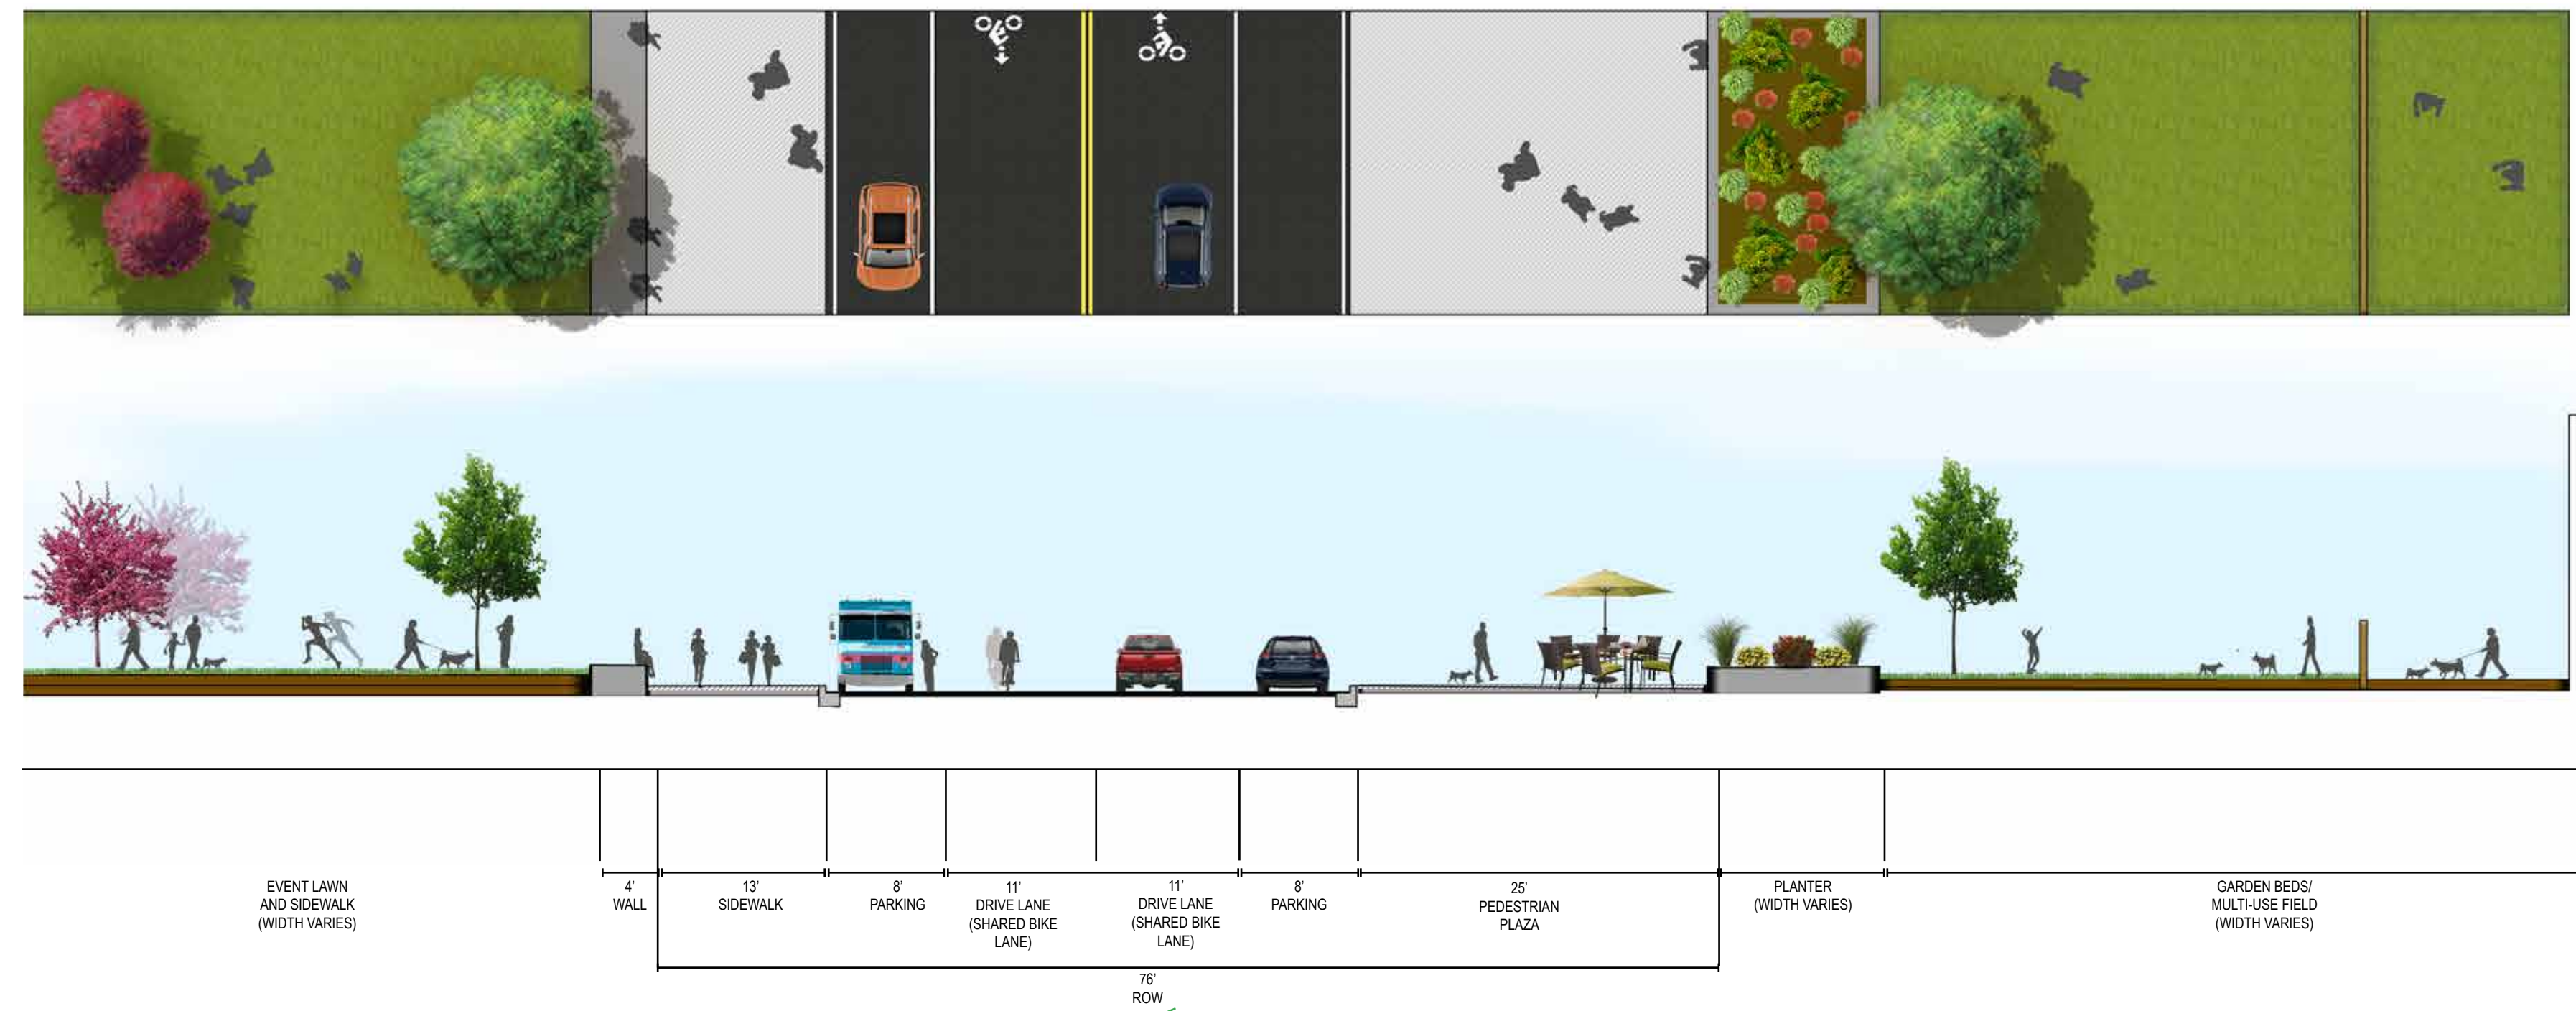 EVENT LAWN
AND SIDEWALK
(WIDTH VARIES)
4'
WALL
13'
SIDEWALK
8'
PARKING
11'
DRIVE LANE
(SHARED BIKE
LANE)
11'
DRIVE LANE
(SHARED BIKE
LANE)
8'
PARKING
25'
PEDESTRIAN
PLAZA
PLANTER
(WIDTH VARIES)
GARDEN BEDS/
MULTI-USE FIELD
(WIDTH VARIES)
76'
ROW